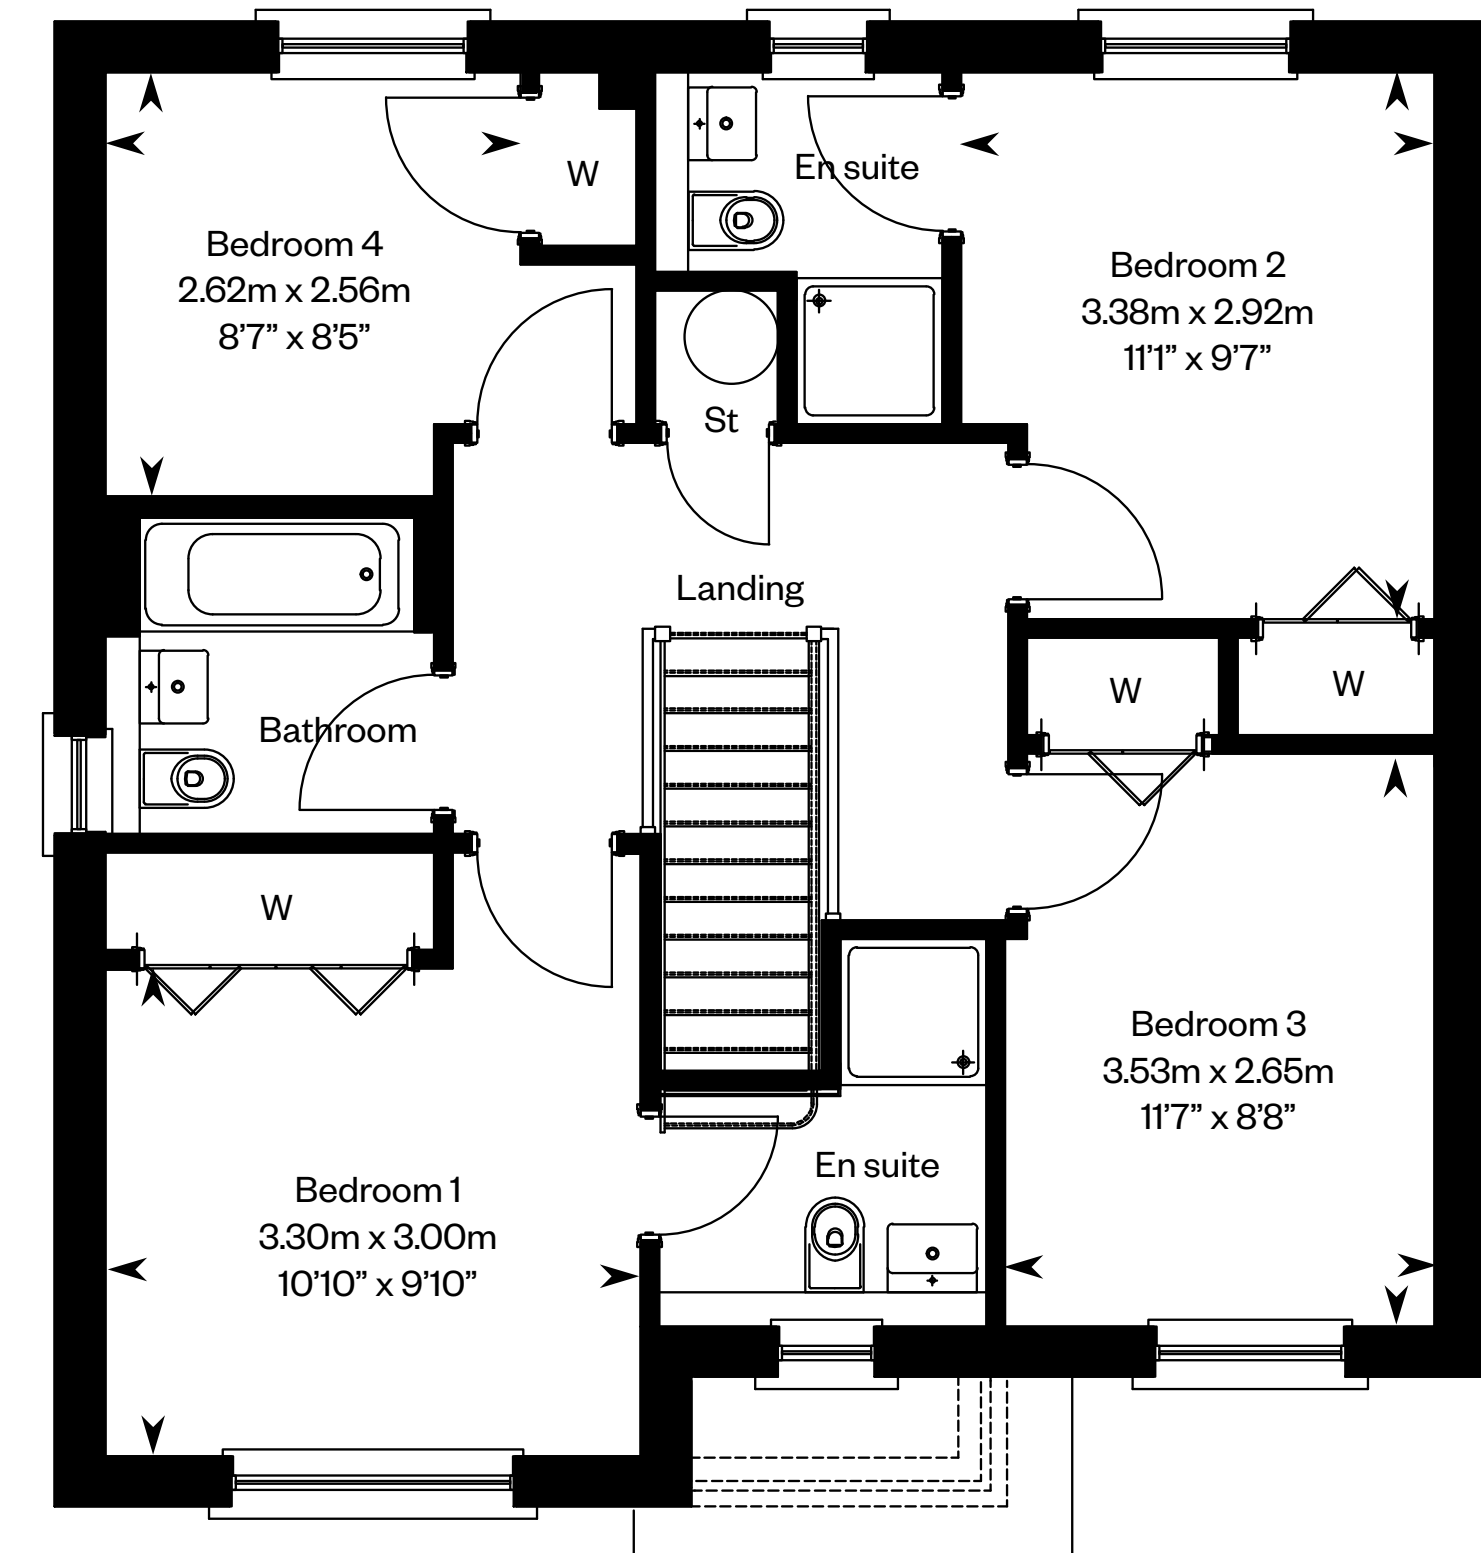 W
En suite
Bedroom 4
2.62m x 2.56m
8’7” x 8’5”
Bedroom 2
3.38m x 2.92m
11’1” x 9’7”
St
Landing
W
W
Bathroom
W
Bedroom 3
3.53m x 2.65m
11’7” x 8’8”
En suite
Bedroom 1
3.30m x 3.00m
10’10” x 9’10”